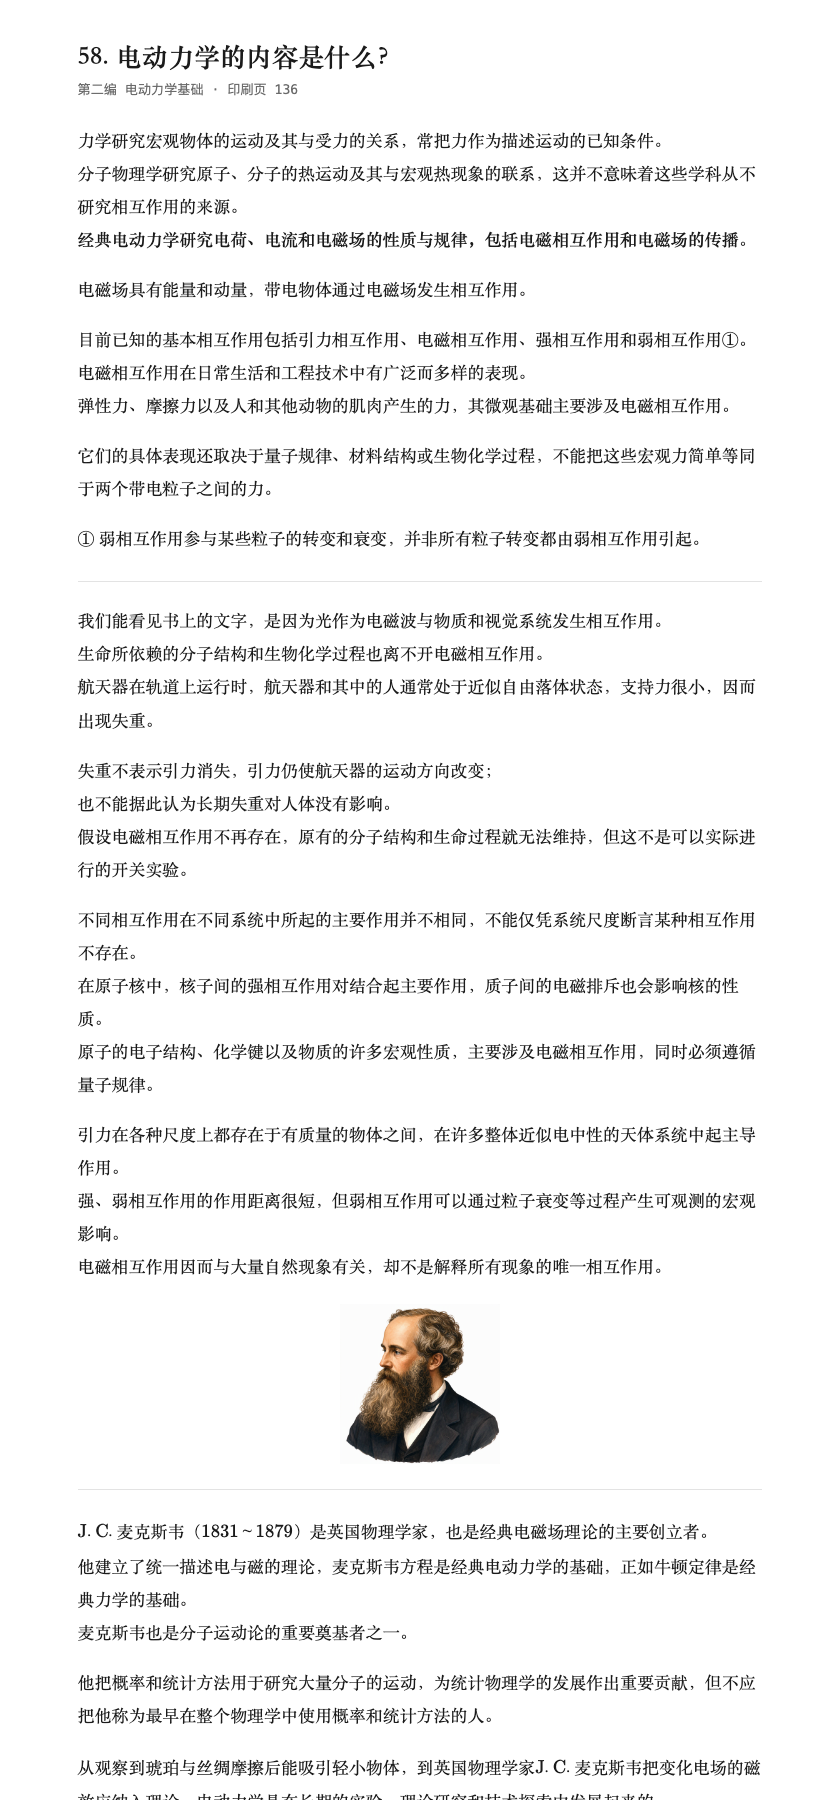 58. 电动力学的内容是什么?
第二编 电动力学基础 · 印刷页 136
力学研究宏观物体的运动及其与受力的关系，常把力作为描述运动的已知条件。
分子物理学研究原子、分子的热运动及其与宏观热现象的联系，这并不意味着这些学科从不
研究相互作用的来源。
经典电动力学研究电荷、电流和电磁场的性质与规律，包括电磁相互作用和电磁场的传播。
电磁场具有能量和动量，带电物体通过电磁场发生相互作用。
目前已知的基本相互作用包括引力相互作用、电磁相互作用、强相互作用和弱相互作用①。
电磁相互作用在日常生活和工程技术中有广泛而多样的表现。
弹性力、摩擦力以及人和其他动物的肌肉产生的力，其微观基础主要涉及电磁相互作用。
它们的具体表现还取决于量子规律、材料结构或生物化学过程，不能把这些宏观力简单等同
于两个带电粒子之间的力。
① 弱相互作用参与某些粒子的转变和衰变，并非所有粒子转变都由弱相互作用引起。
我们能看见书上的文字，是因为光作为电磁波与物质和视觉系统发生相互作用。
生命所依赖的分子结构和生物化学过程也离不开电磁相互作用。
航天器在轨道上运行时，航天器和其中的人通常处于近似自由落体状态，支持力很小，因而
出现失重。
失重不表示引力消失，引力仍使航天器的运动方向改变；
也不能据此认为长期失重对人体没有影响。
假设电磁相互作用不再存在，原有的分子结构和生命过程就无法维持，但这不是可以实际进
行的开关实验。
不同相互作用在不同系统中所起的主要作用并不相同，不能仅凭系统尺度断言某种相互作用
不存在。
在原子核中，核子间的强相互作用对结合起主要作用，质子间的电磁排斥也会影响核的性
质。
原子的电子结构、化学键以及物质的许多宏观性质，主要涉及电磁相互作用，同时必须遵循
量子规律。
引力在各种尺度上都存在于有质量的物体之间，在许多整体近似电中性的天体系统中起主导
作用。
强、弱相互作用的作用距离很短，但弱相互作用可以通过粒子衰变等过程产生可观测的宏观
影响。
电磁相互作用因而与大量自然现象有关，却不是解释所有现象的唯一相互作用。
J. C. 麦克斯韦（1831～1879）是英国物理学家，也是经典电磁场理论的主要创立者。
他建立了统一描述电与磁的理论，麦克斯韦方程是经典电动力学的基础，正如牛顿定律是经
典力学的基础。
麦克斯韦也是分子运动论的重要奠基者之一。
他把概率和统计方法用于研究大量分子的运动，为统计物理学的发展作出重要贡献，但不应
把他称为最早在整个物理学中使用概率和统计方法的人。
从观察到琥珀与丝绸摩擦后能吸引轻小物体，到英国物理学家J. C. 麦克斯韦把变化电场的磁